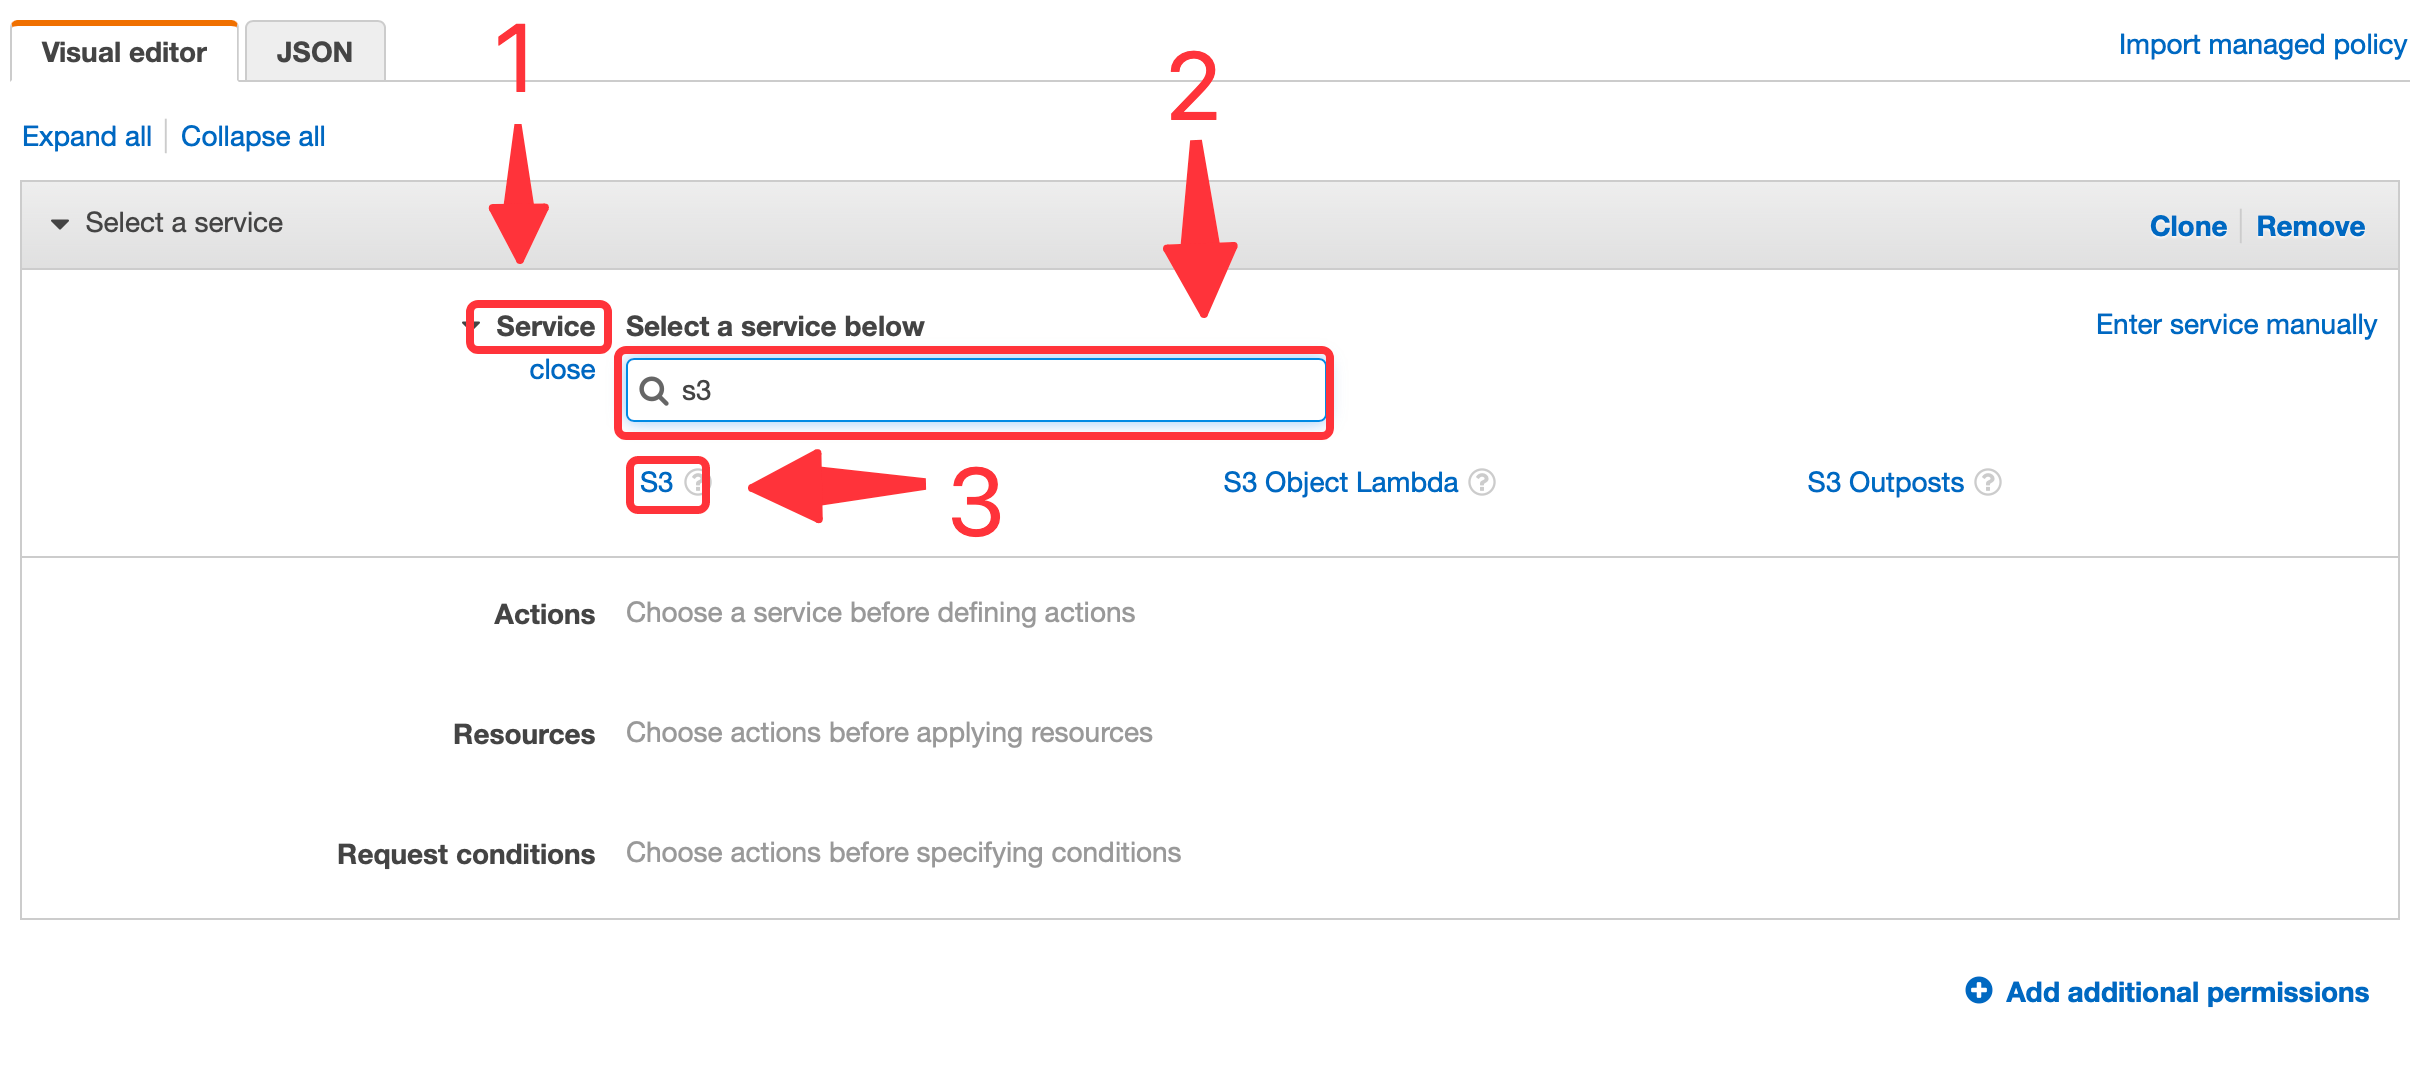 Visual editor JSON 1 Import managed policy
2
Expand all Collapse all
Select a service Clone Remove
Service Select a service below Enter service manually
close
s3
S3 ? 3 S3 Object Lambda ? S3 Outposts ?
Actions Choose a service before defining actions
Resources Choose actions before applying resources
Request conditions Choose actions before specifying conditions
Add additional permissions